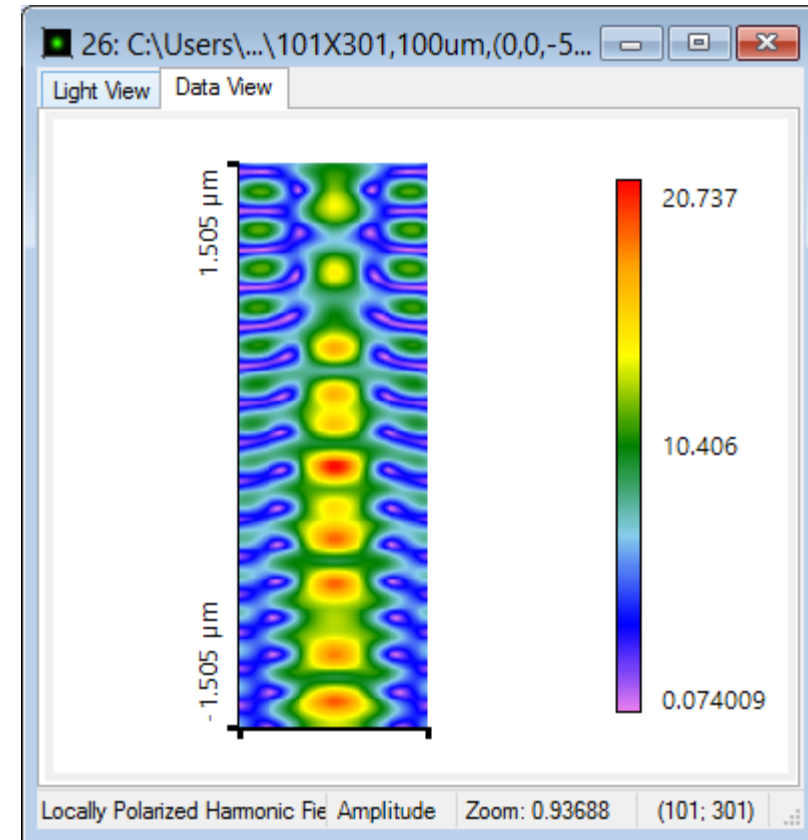 26: C:\Users\...\101X301,100um,(0,0,-5...
Light View Data View
1.505 µm
-1.505 µm
20.737
10.406
0.074009
Locally Polarized Harmonic Fie Amplitude Zoom: 0.93688 (101; 301)